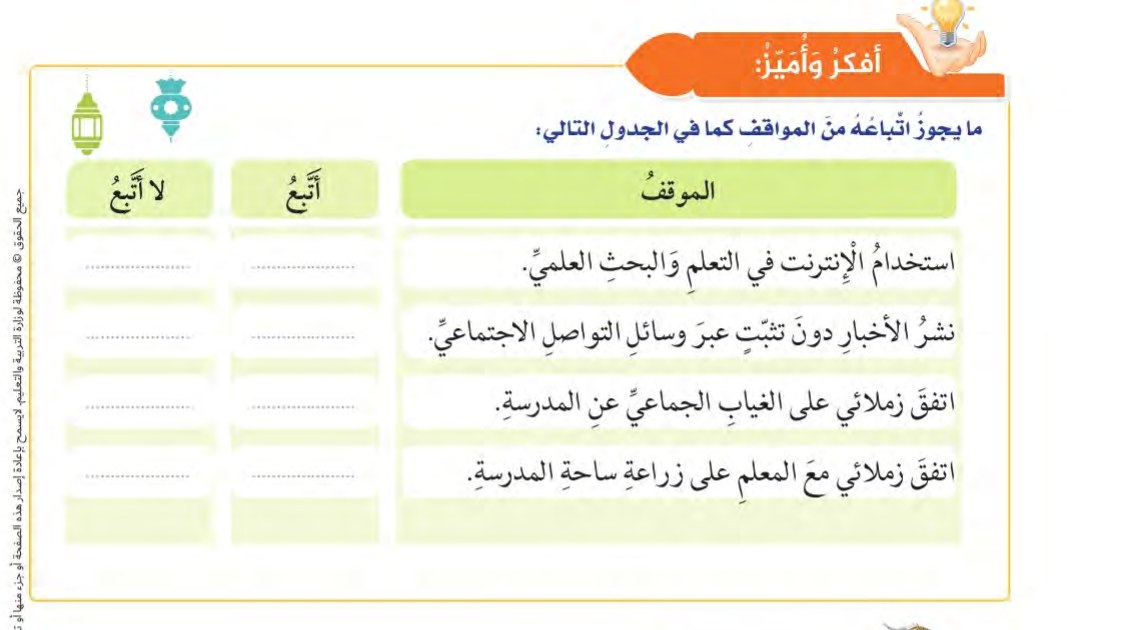 أفكرُ وَأُمَيّزُ:
ما يجوزُ اتّباعُهُ منَ المواقفِ كما في الجدولِ التالي:
الموقفُ أَتَّبعُ لا أَتَّبعُ
استخدامُ الْإِنترنت في التعلمِ وَالبحثِ العلميِّ.
نشرُ الأخبارِ دونَ تثبّتٍ عبرَ وسائلِ التواصلِ الاجتماعيِّ.
اتفقَ زملائي على الغيابِ الجماعيِّ عنِ المدرسةِ.
اتفقَ زملائي معَ المعلمِ على زراعةِ ساحةِ المدرسةِ.
جميع الحقوق © محفوظة لوزارة التربية والتعليم. لايسمح بإعادة إصدار هذه الصفحة أو جزء منها أو